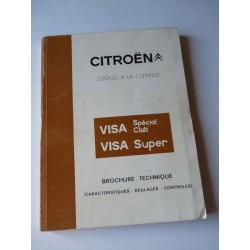 CITROËN
SERVICES A LA CLIENTELE
VISA Spécial Club
VISA Super
BROCHURE TECHNIQUE
(CARACTERISTIQUES - REGLAGES - CONTROLES)